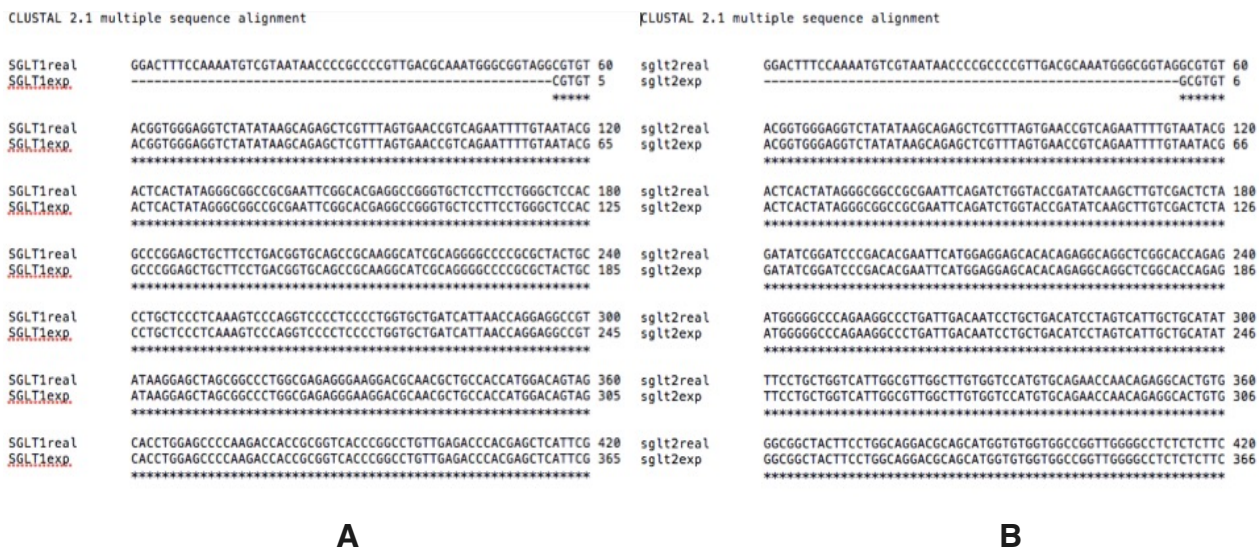 CLUSTAL 2.1 multiple sequence alignment
SGLT1real GGACTTTCCAAAATGTCGTAATAACCCCGCCCCGTTGACGCAAATGGGCGGTAGGCGTGT 60
SGLT1exp -------------------------------------------------------CGTGT 5
*****
SGLT1real ACGGTGGGAGGTCTATATAAGCAGAGCTCGTTTAGTGAACCGTCAGAATTTTGTAATACG 120
SGLT1exp ACGGTGGGAGGTCTATATAAGCAGAGCTCGTTTAGTGAACCGTCAGAATTTTGTAATACG 65
************************************************************
SGLT1real ACTCACTATAGGGCGGCCGCGAATTCGGCACGAGGCCGGGTGCTCCTTCCTGGGCTCCAC 180
SGLT1exp ACTCACTATAGGGCGGCCGCGAATTCGGCACGAGGCCGGGTGCTCCTTCCTGGGCTCCAC 125
************************************************************
SGLT1real GCCCGGAGCTGCTTCCTGACGGTGCAGCCGCAAGGCATCGCAGGGGCCCCGCGCTACTGC 240
SGLT1exp GCCCGGAGCTGCTTCCTGACGGTGCAGCCGCAAGGCATCGCAGGGGCCCCGCGCTACTGC 185
************************************************************
SGLT1real CCTGCTCCCTCAAAGTCCCAGGTCCCCTCCCCTGGTGCTGATCATTAACCAGGAGGCCGT 300
SGLT1exp CCTGCTCCCTCAAAGTCCCAGGTCCCCTCCCCTGGTGCTGATCATTAACCAGGAGGCCGT 245
************************************************************
SGLT1real ATAAGGAGCTAGCGGCCCTGGCGAGAGGGAAGGACGCAACGCTGCCACCATGGACAGTAG 360
SGLT1exp ATAAGGAGCTAGCGGCCCTGGCGAGAGGGAAGGACGCAACGCTGCCACCATGGACAGTAG 305
************************************************************
SGLT1real CACCTGGAGCCCCAAGACCACCGCGGTCACCCGGCCTGTTGAGACCCACGAGCTCATTCG 420
SGLT1exp CACCTGGAGCCCCAAGACCACCGCGGTCACCCGGCCTGTTGAGACCCACGAGCTCATTCG 365
************************************************************
A
CLUSTAL 2.1 multiple sequence alignment
sglt2real GGACTTTCCAAAATGTCGTAATAACCCCGCCCCGTTGACGCAAATGGGCGGTAGGCGTGT 60
sglt2exp ------------------------------------------------------GCGTGT 6
******
sglt2real ACGGTGGGAGGTCTATATAAGCAGAGCTCGTTTAGTGAACCGTCAGAATTTTGTAATACG 120
sglt2exp ACGGTGGGAGGTCTATATAAGCAGAGCTCGTTTAGTGAACCGTCAGAATTTTGTAATACG 66
************************************************************
sglt2real ACTCACTATAGGGCGGCCGCGAATTCAGATCTGGTACCGATATCAAGCTTGTCGACTCTA 180
sglt2exp ACTCACTATAGGGCGGCCGCGAATTCAGATCTGGTACCGATATCAAGCTTGTCGACTCTA 126
************************************************************
sglt2real GATATCGGATCCCGACACGAATTCATGGAGGAGCACACAGAGGCAGGCTCGGCACCAGAG 240
sglt2exp GATATCGGATCCCGACACGAATTCATGGAGGAGCACACAGAGGCAGGCTCGGCACCAGAG 186
************************************************************
sglt2real ATGGGGGCCCAGAAGGCCCTGATTGACAATCCTGCTGACATCCTAGTCATTGCTGCATAT 300
sglt2exp ATGGGGGCCCAGAAGGCCCTGATTGACAATCCTGCTGACATCCTAGTCATTGCTGCATAT 246
************************************************************
sglt2real TTCCTGCTGGTCATTGGCGTTGGCTTGTGGTCCATGTGCAGAACCAACAGAGGCACTGTG 360
sglt2exp TTCCTGCTGGTCATTGGCGTTGGCTTGTGGTCCATGTGCAGAACCAACAGAGGCACTGTG 306
************************************************************
sglt2real GGCGGCTACTTCCTGGCAGGACGCAGCATGGTGTGGTGGCCGGTTGGGGCCTCTCTCTTC 420
sglt2exp GGCGGCTACTTCCTGGCAGGACGCAGCATGGTGTGGTGGCCGGTTGGGGCCTCTCTCTTC 366
************************************************************
B